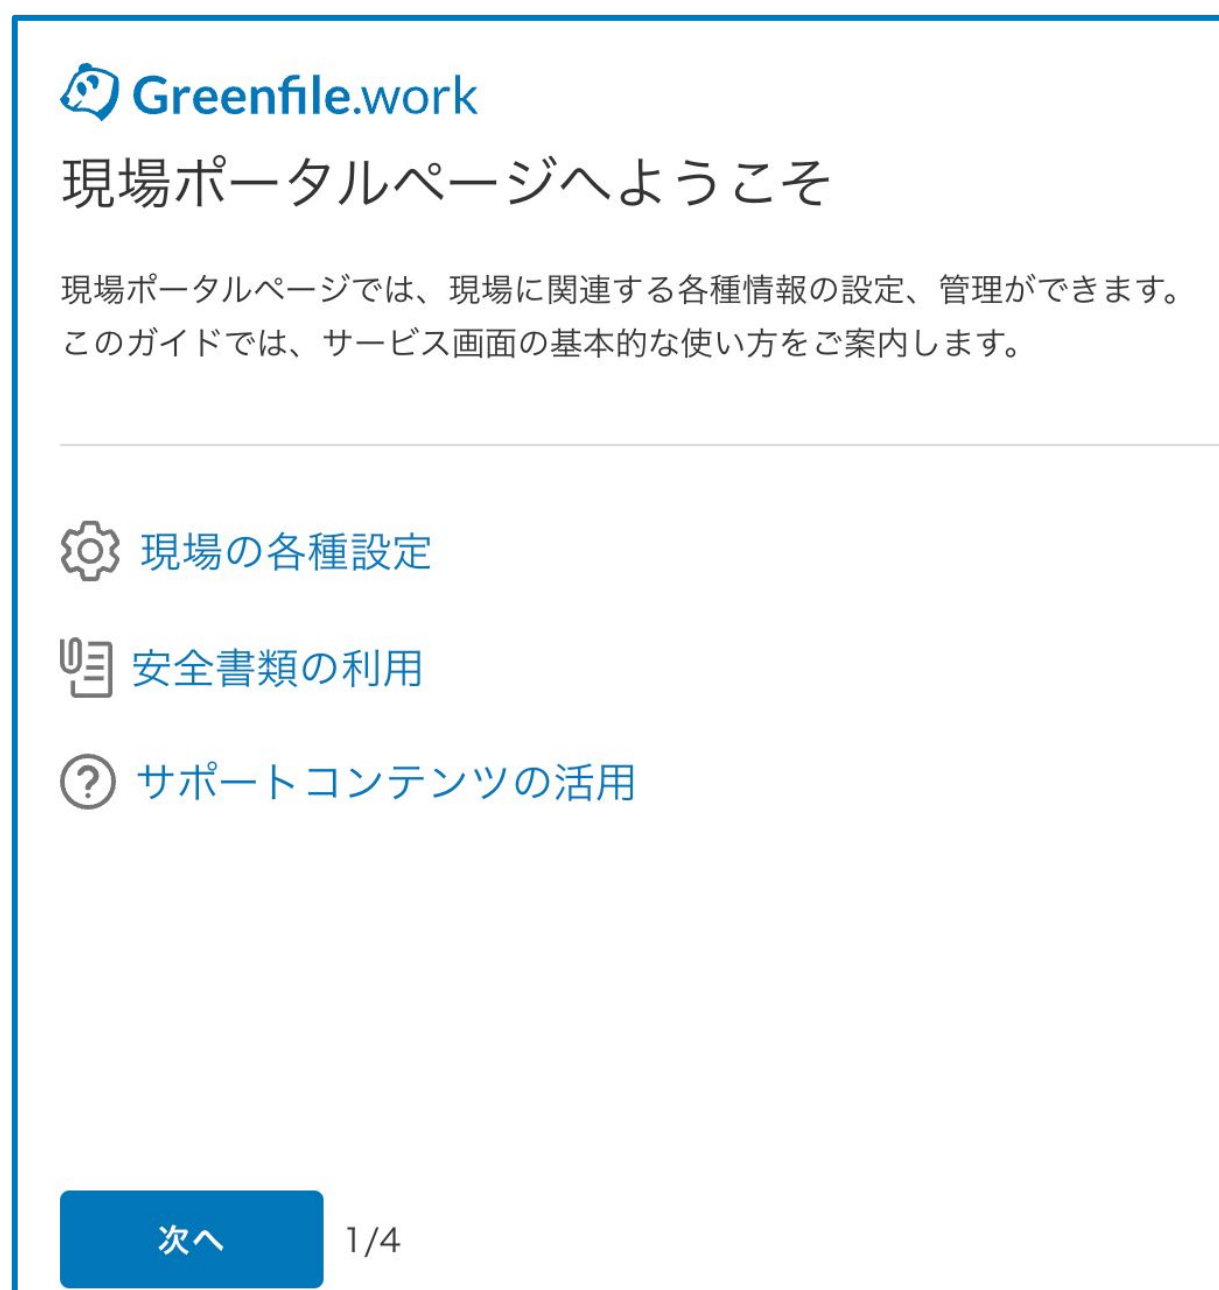 Greenfile.work
現場ポータルページへようこそ
現場ポータルページでは、現場に関連する各種情報の設定、管理ができます。
このガイドでは、サービス画面の基本的な使い方をご案内します。
現場の各種設定
安全書類の利用
サポートコンテンツの活用
次へ 1/4